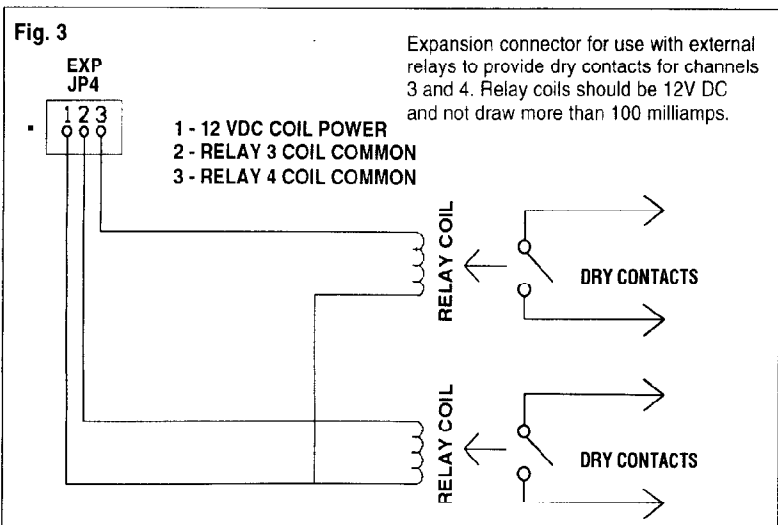 Fig. 3
EXP
JP4
1 2 3
Expansion connector for use with external
relays to provide dry contacts for channels
3 and 4. Relay coils should be 12V DC
and not draw more than 100 milliamps.
1 - 12 VDC COIL POWER
2 - RELAY 3 COIL COMMON
3 - RELAY 4 COIL COMMON
RELAY COIL
DRY CONTACTS
RELAY COIL
DRY CONTACTS